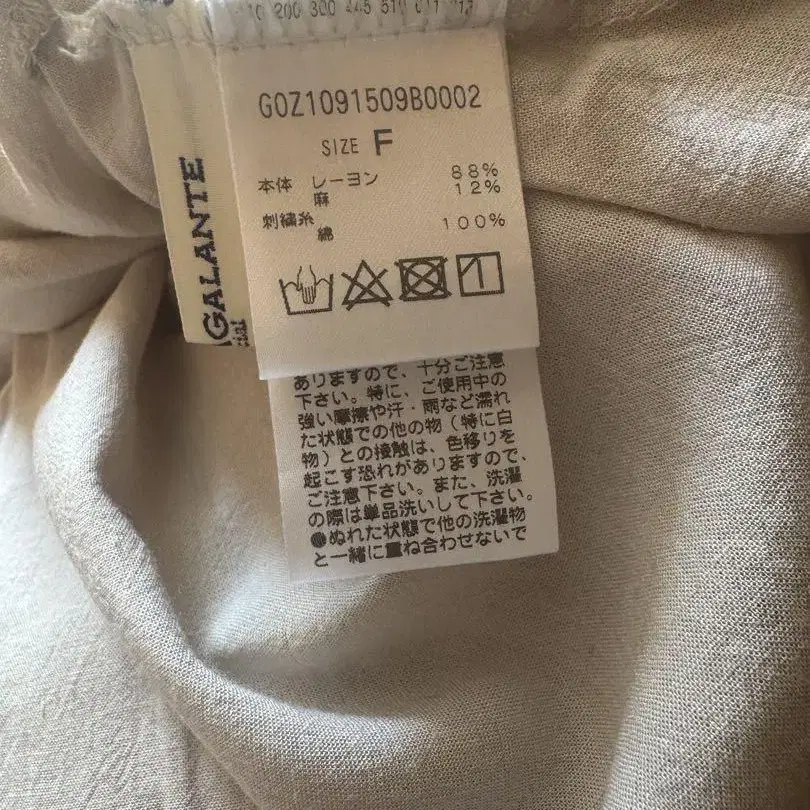 200 300
G0Z1091509B0002
SIZE F
本体 レーヨン 88%
麻 12%
刺繍糸
綿 100%
GALANTE
ありますので、十分ご注意
下さい。特に、ご使用中の
強い摩擦や汗・雨など濡れ
た状態での他の物(特に白
物)との接触は、色移りを
起こす恐れがありますので、
ご注意下さい。また、洗濯
の際は単品洗いして下さい。
●ぬれた状態で他の洗濯物
と一緒に重ね合わせないで